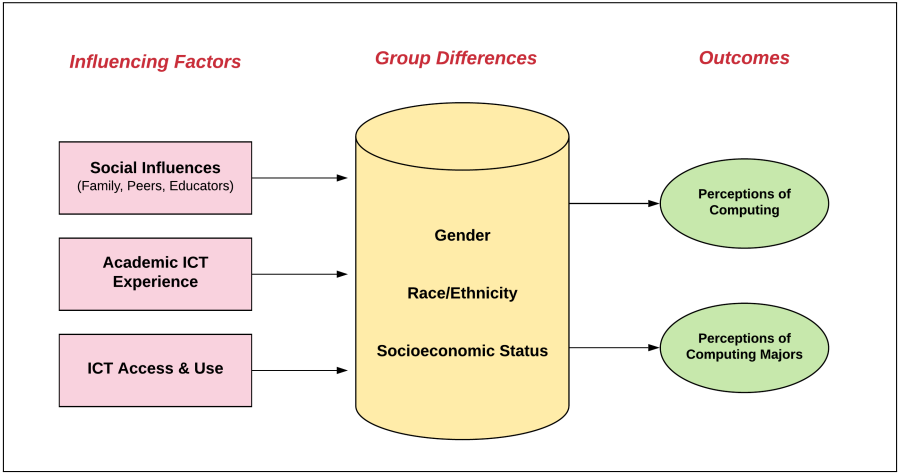 Influencing Factors
Group Differences
Outcomes
Social Influences
(Family, Peers, Educators)
Academic ICT
Experience
ICT Access & Use
Gender
Race/Ethnicity
Socioeconomic Status
Perceptions of
Computing
Perceptions of
Computing Majors